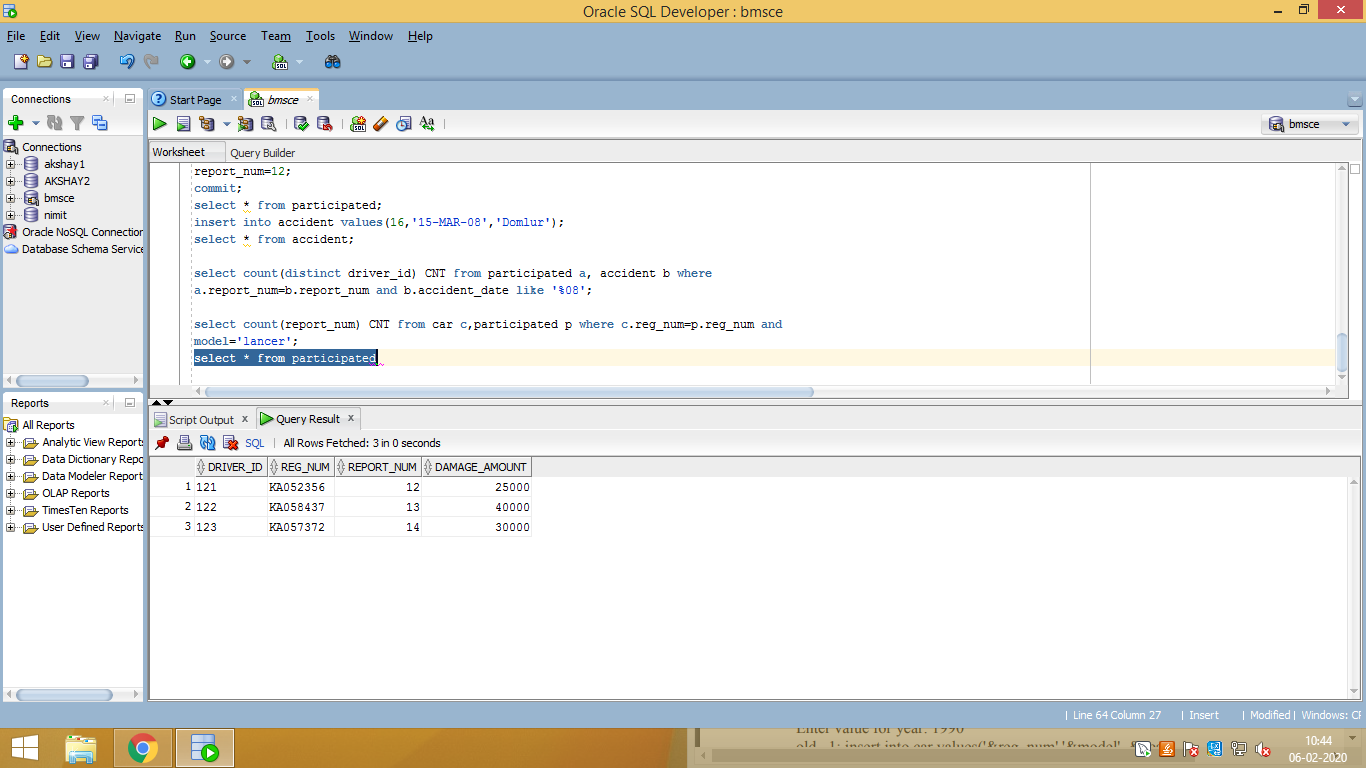 Oracle SQL Developer : bmsce
File Edit View Navigate Run Source Team Tools Window Help
Connections
Start Page
bmsce
bmsce
Worksheet
Query Builder
Connections
akshay1
AKSHAY2
bmsce
nimit
Oracle NoSQL Connection
Database Schema Service
report_num=12;
commit;
select * from participated;
insert into accident values(16,'15-MAR-08','Domlur');
select * from accident;
select count(distinct driver_id) CNT from participated a, accident b where
a.report_num=b.report_num and b.accident_date like '%08';
select count(report_num) CNT from car c,participated p where c.reg_num=p.reg_num and
model='lancer';
select * from participated
Reports
All Reports
Analytic View Reports
Data Dictionary Repo
Data Modeler Report
OLAP Reports
TimesTen Reports
User Defined Reports
Script Output x
Query Result x
SQL | All Rows Fetched: 3 in 0 seconds
DRIVER_ID REG_NUM REPORT_NUM DAMAGE_AMOUNT
1 121 KA052356 12 25000
2 122 KA058437 13 40000
3 123 KA057372 14 30000
| Line 64 Column 27 | Insert | Modified | Windows: CF
Enter value for year: 1990
old 1: insert into car values('&reg_num','&model',
10:44
06-02-2020